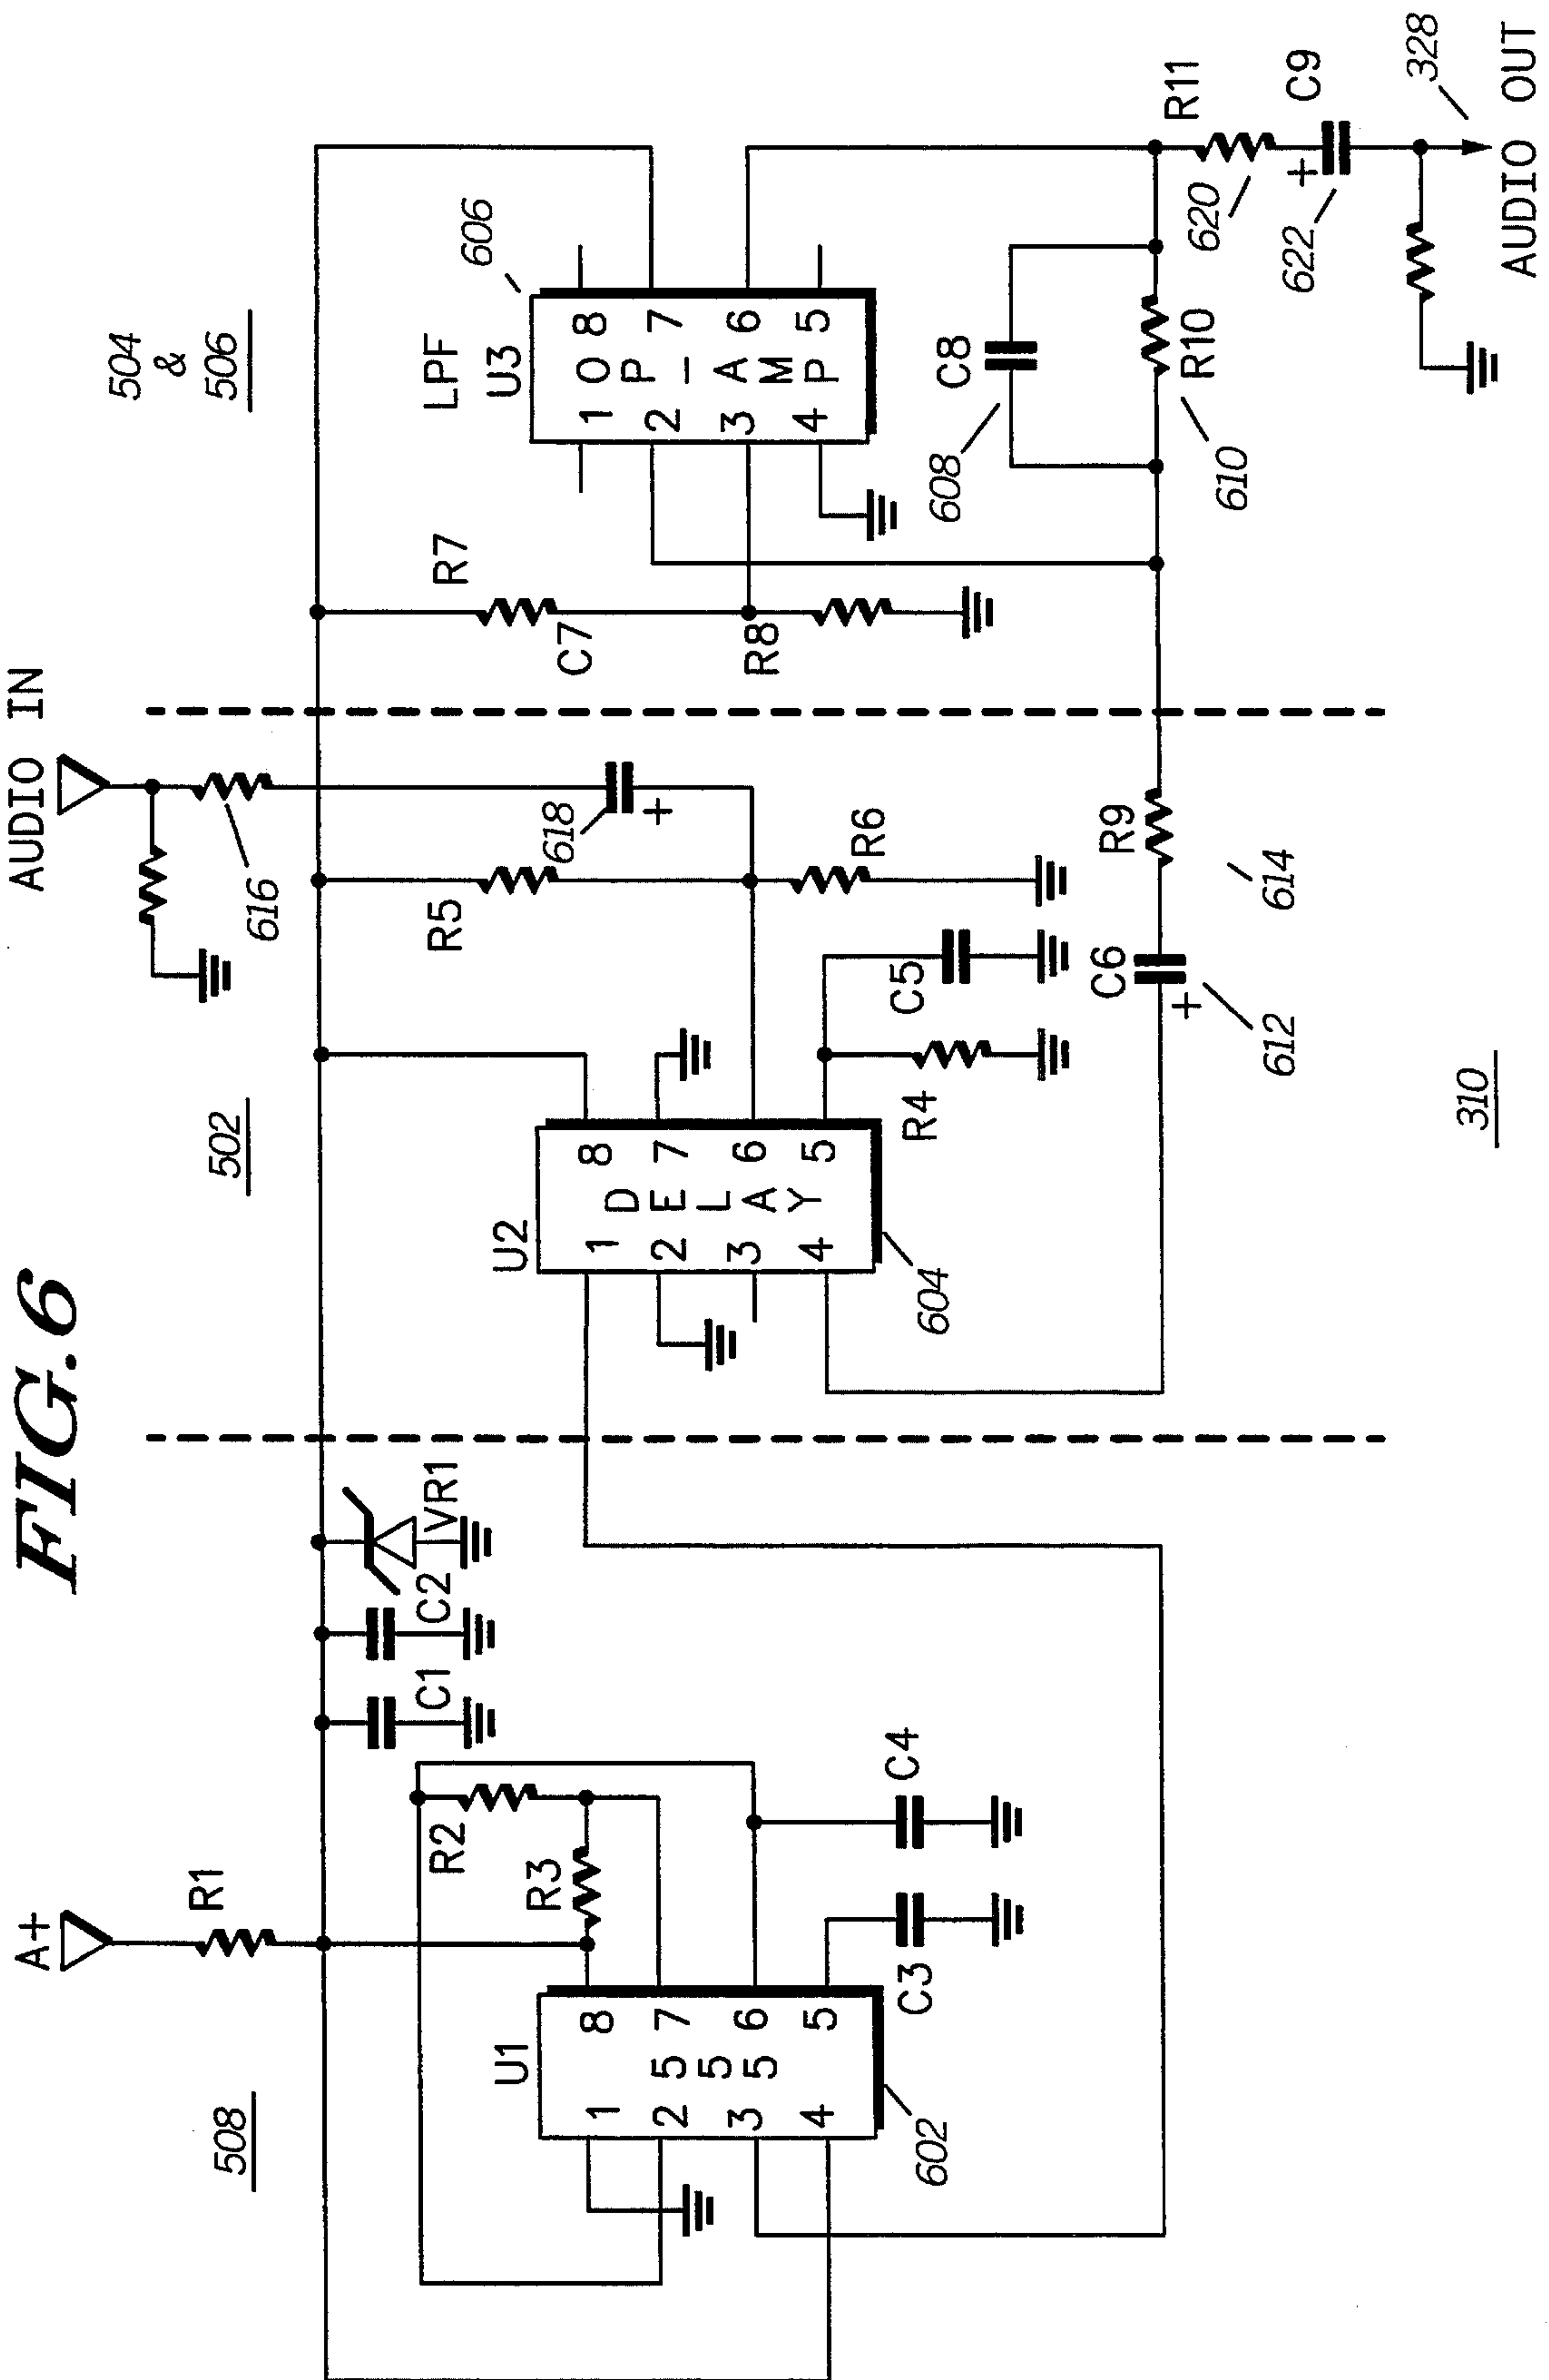 FIG.6
A+
R1
508
U1
555
1
2
3
4
8
7
6
5
602
R2
R3
C3
C4
C1
C2
VR1
502
U2
DELAY
1
2
3
4
8
7
6
5
604
R4
C5
R5
R6
AUDIO IN
616
618
+
C6
+
612
R9
614
310
504
&
506
LPF
U3
OP_AMP
1
2
3
4
8
7
6
5
606
R7
C7
R8
C8
608
R10
610
R11
620
C9
+
622
328
AUDIO OUT